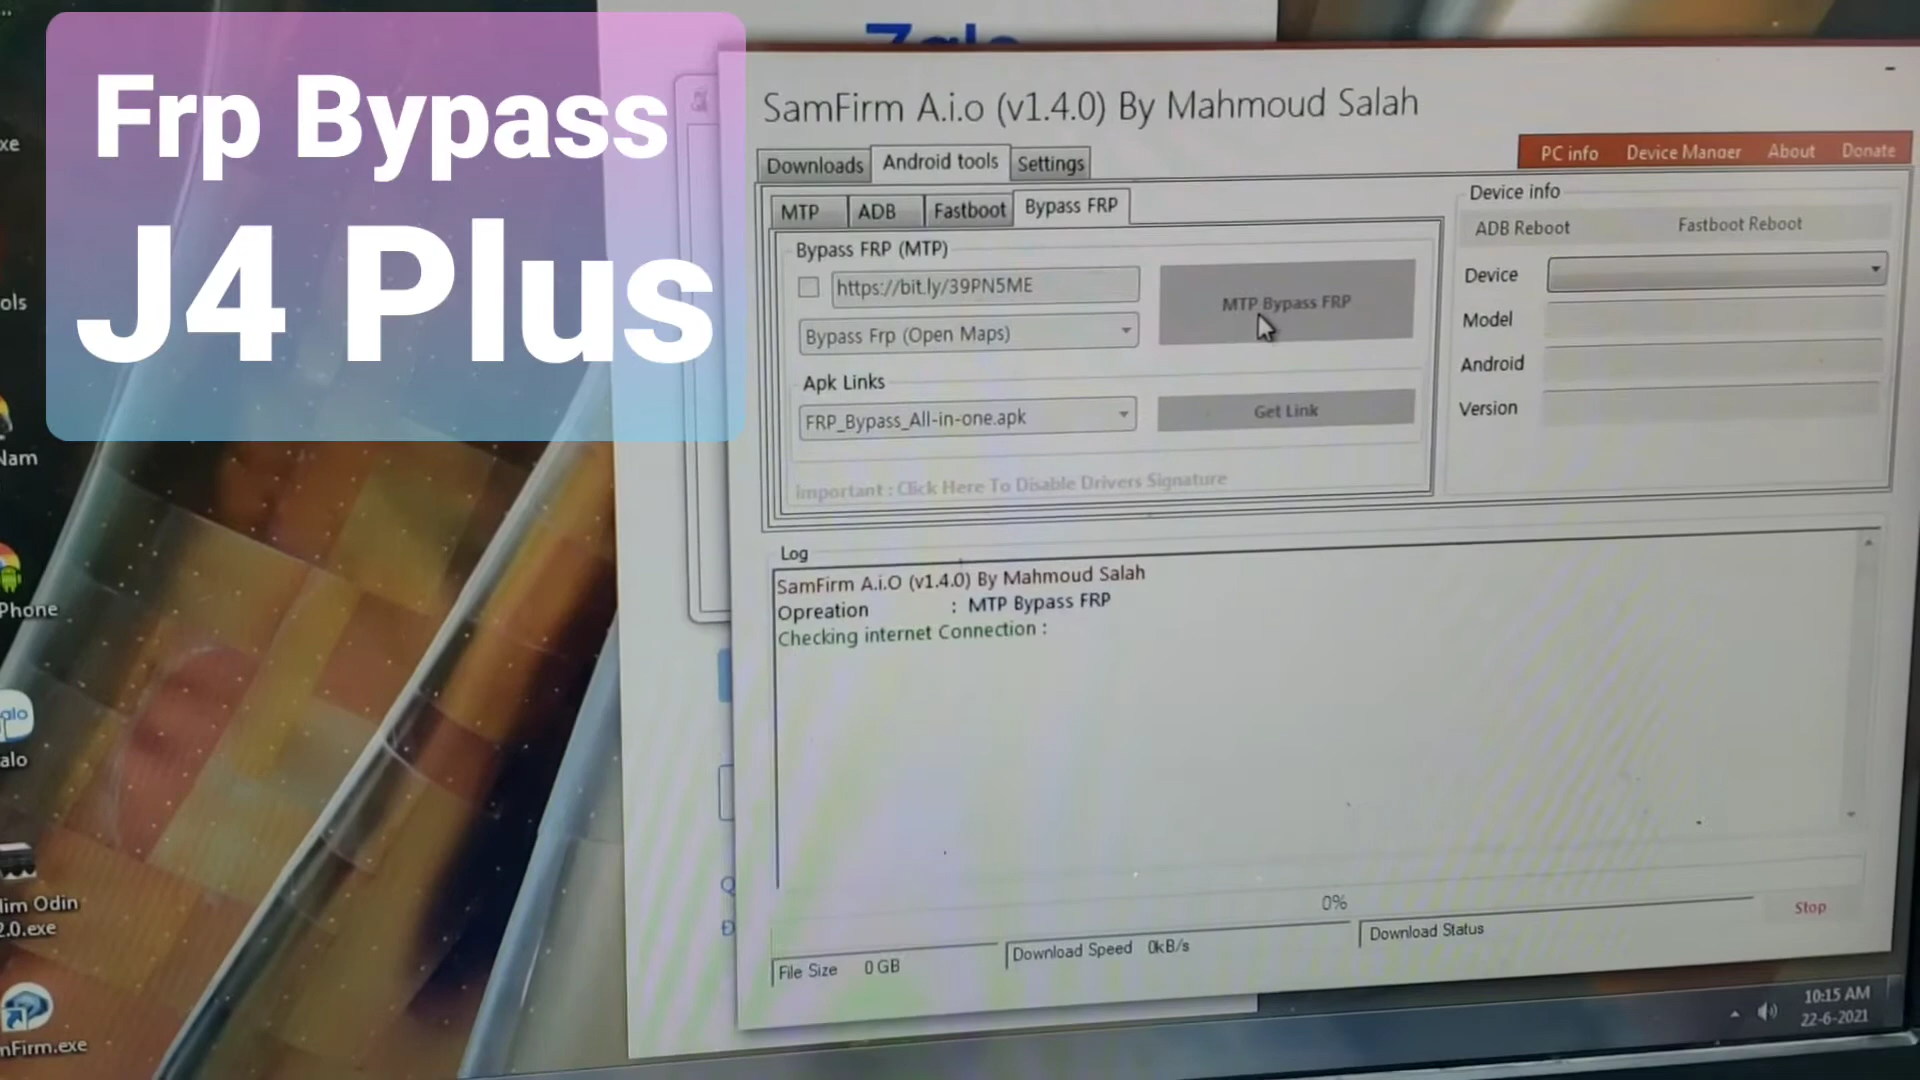 Frp Bypass
J4 Plus
Zalo
SamFirm A.i.o (v1.4.0) By Mahmoud Salah
Downloads
Android tools
Settings
PC info
Device Manger
About
Donate
MTP
ADB
Fastboot
Bypass FRP
Bypass FRP (MTP)
https://bit.ly/39PN5ME
MTP Bypass FRP
Bypass Frp (Open Maps)
Apk Links
FRP_Bypass_All-in-one.apk
Get Link
Important : Click Here To Disable Drivers Signature
Device info
ADB Reboot
Fastboot Reboot
Device
Model
Android
Version
Log
SamFirm A.i.O (v1.4.0) By Mahmoud Salah
Opreation : MTP Bypass FRP
Checking internet Connection :
0%
Stop
File Size 0 GB
Download Speed 0kB/s
Download Status
10:15 AM
22-6-2021
xe
ols
Nam
Phone
alo
alo
lim Odin
2.0.exe
nFirm.exe